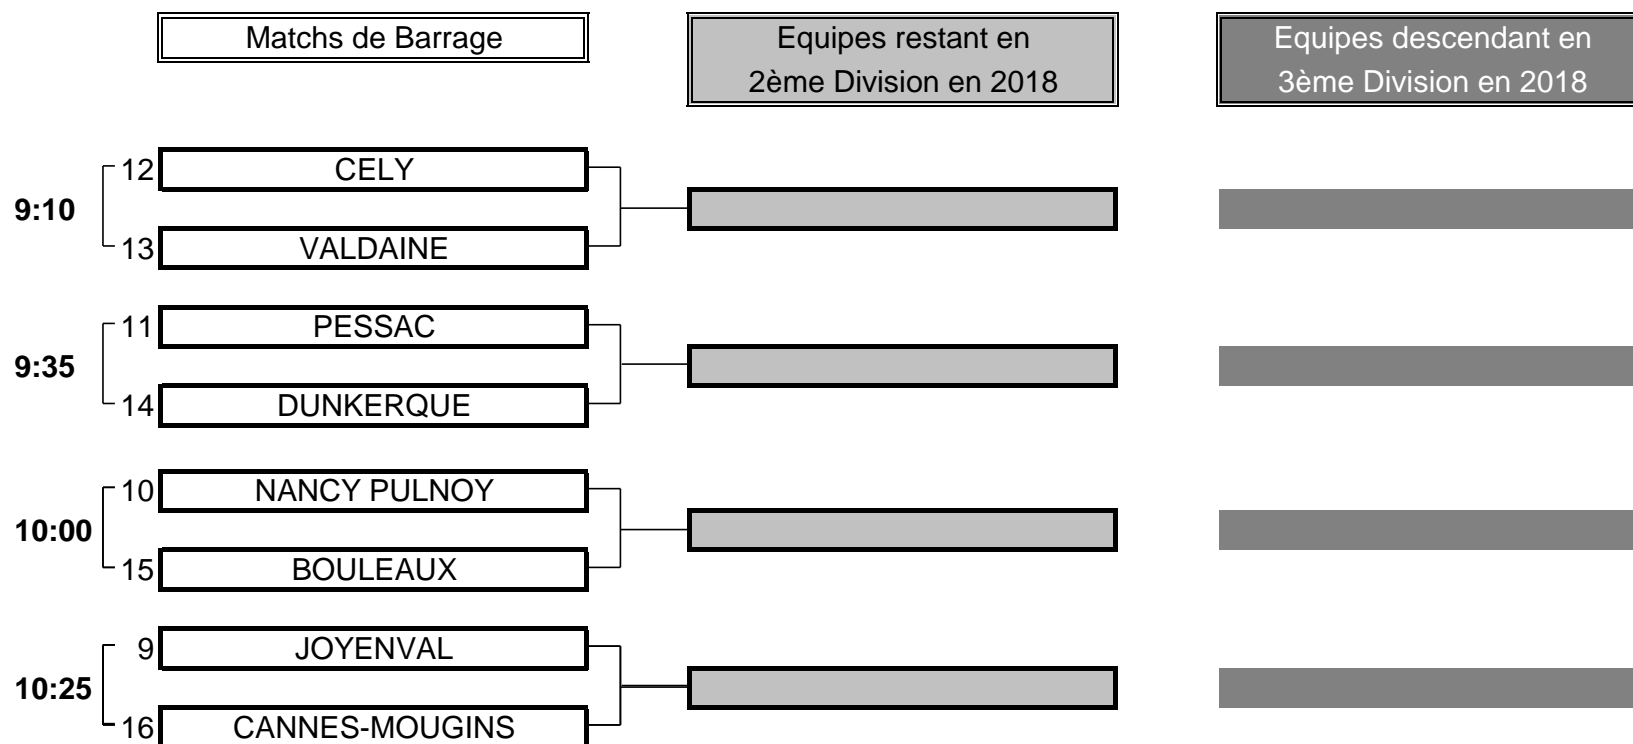 Matchs de Barrage
Equipes restant en
2ème Division en 2018
Equipes descendant en
3ème Division en 2018
12 CELY
9:10
13 VALDAINE
11 PESSAC
9:35
14 DUNKERQUE
10 NANCY PULNOY
10:00
15 BOULEAUX
9 JOYENVAL
10:25
16 CANNES-MOUGINS